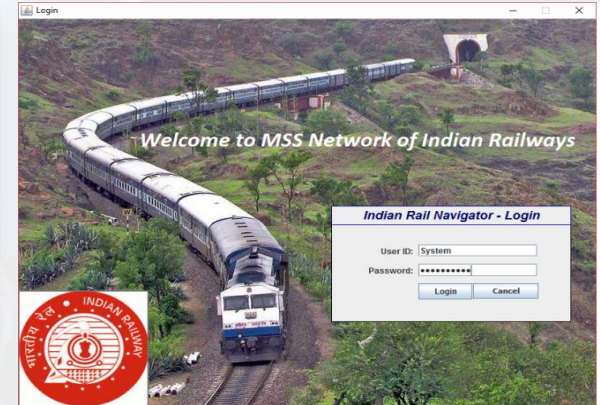 Login
Welcome to MSS Network of Indian Railways
Indian Rail Navigator - Login
User ID: System
Password: ••••••••••
Login Cancel
भारतीय रेल INDIAN RAILWAY